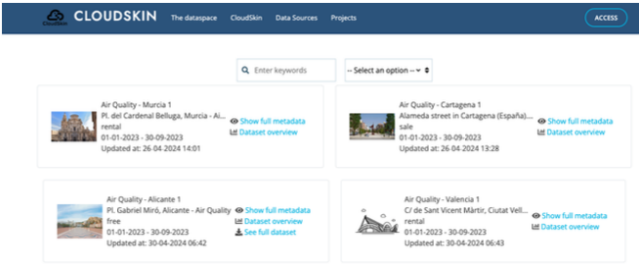 CLOUDSKIN
The dataspace
CloudSkin
Data Sources
Projects
ACCESS
Enter keywords
-- Select an option --
Air Quality - Murcia 1
Pl. del Cardenal Belluga, Murcia - Ai...
rental
01-01-2023 - 30-09-2023
Updated at: 26-04-2024 14:01
Show full metadata
Dataset overview
Air Quality - Cartagena 1
Alameda street in Cartagena (España)....
sale
01-01-2023 - 30-09-2023
Updated at: 26-04-2024 13:28
Show full metadata
Dataset overview
Air Quality - Alicante 1
Pl. Gabriel Miró, Alicante - Air Quality
free
01-01-2023 - 30-09-2023
Updated at: 30-04-2024 06:42
Show full metadata
Dataset overview
See full dataset
Air Quality - Valencia 1
C/ de Sant Vicent Màrtir, Ciutat Vell...
rental
01-01-2023 - 30-09-2023
Updated at: 30-04-2024 06:43
Show full metadata
Dataset overview